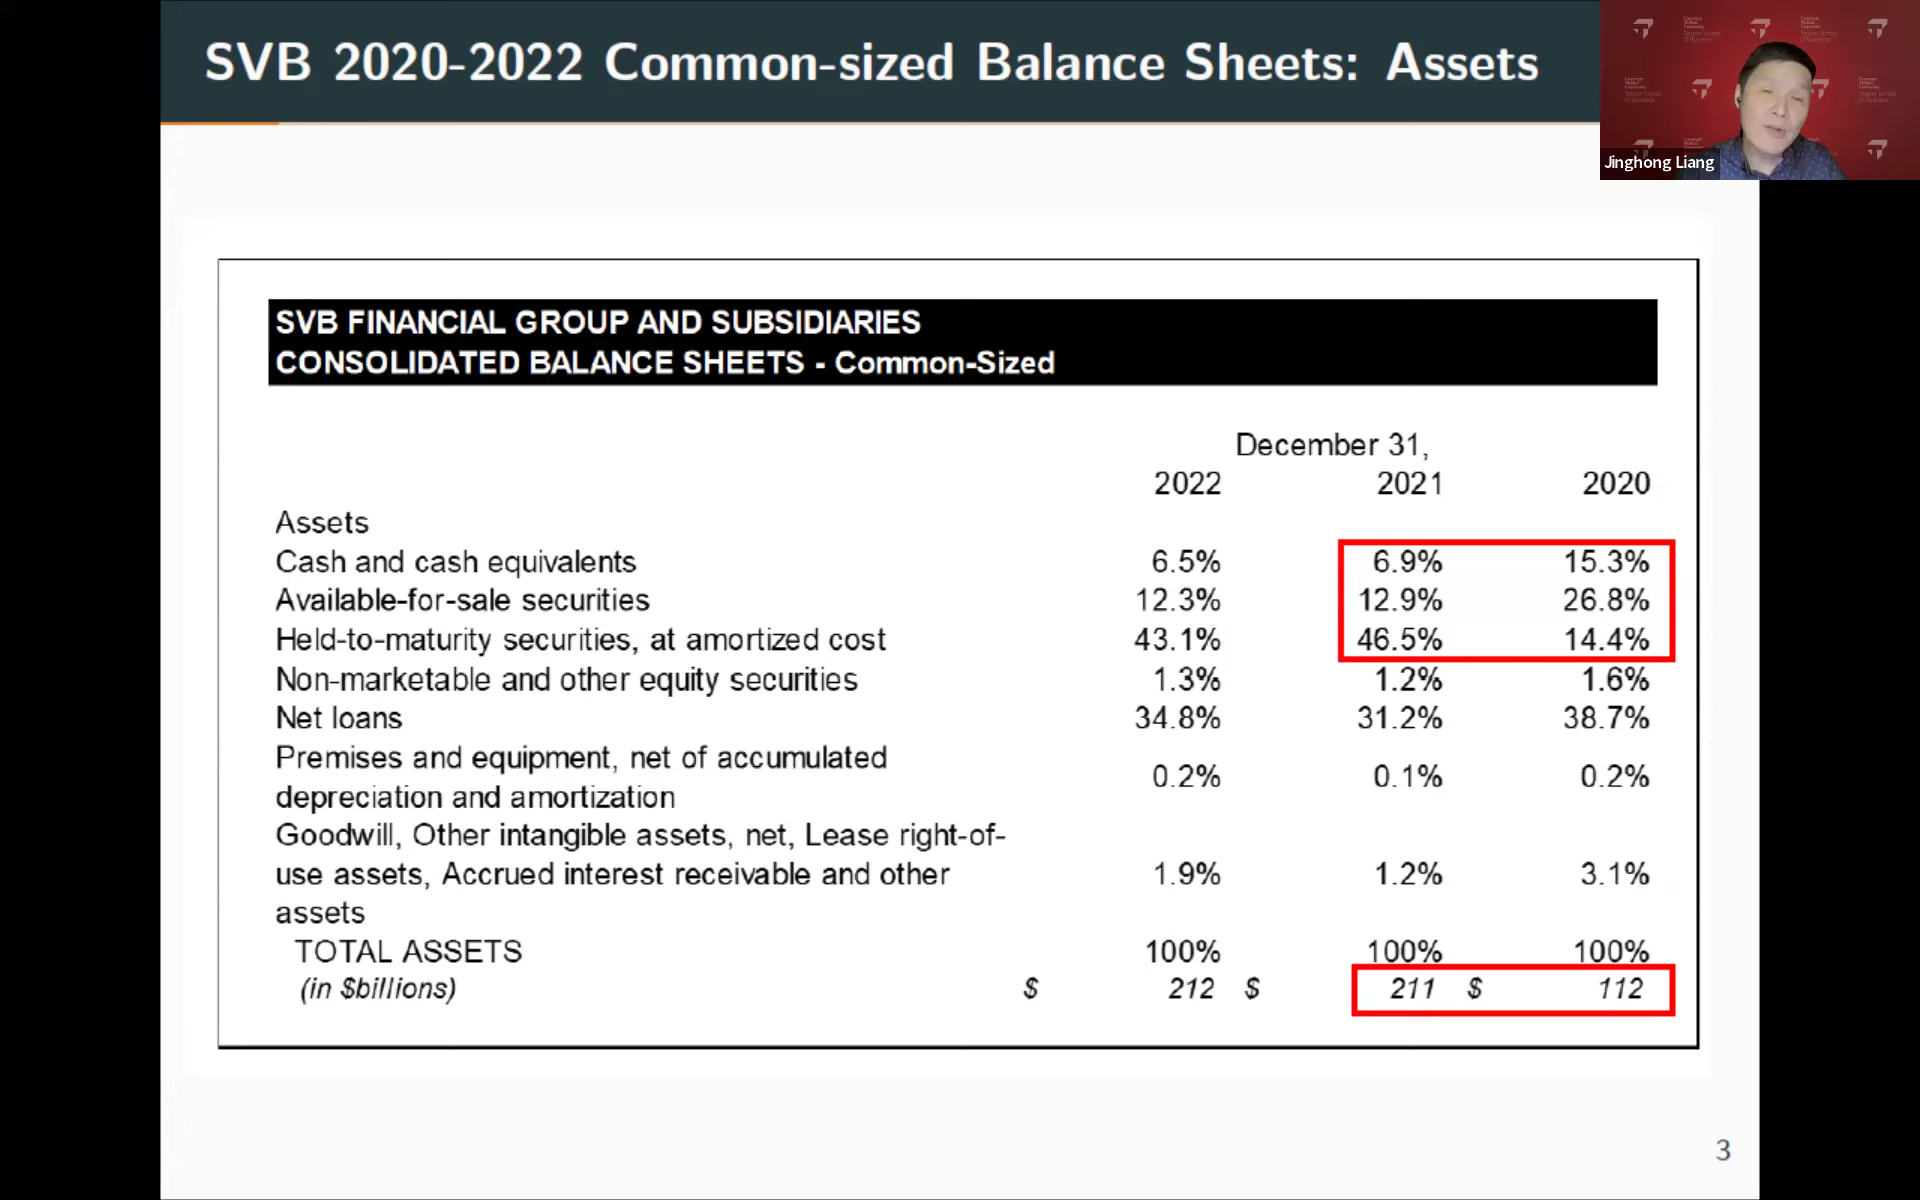 SVB 2020-2022 Common-sized Balance Sheets: Assets
Jinghong Liang
SVB FINANCIAL GROUP AND SUBSIDIARIES
CONSOLIDATED BALANCE SHEETS - Common-Sized
December 31,
2022 2021 2020
Assets
Cash and cash equivalents 6.5% 6.9% 15.3%
Available-for-sale securities 12.3% 12.9% 26.8%
Held-to-maturity securities, at amortized cost 43.1% 46.5% 14.4%
Non-marketable and other equity securities 1.3% 1.2% 1.6%
Net loans 34.8% 31.2% 38.7%
Premises and equipment, net of accumulated
depreciation and amortization 0.2% 0.1% 0.2%
Goodwill, Other intangible assets, net, Lease right-of-
use assets, Accrued interest receivable and other 1.9% 1.2% 3.1%
assets
TOTAL ASSETS 100% 100% 100%
(in $billions) $ 212 $ 211 $ 112
3